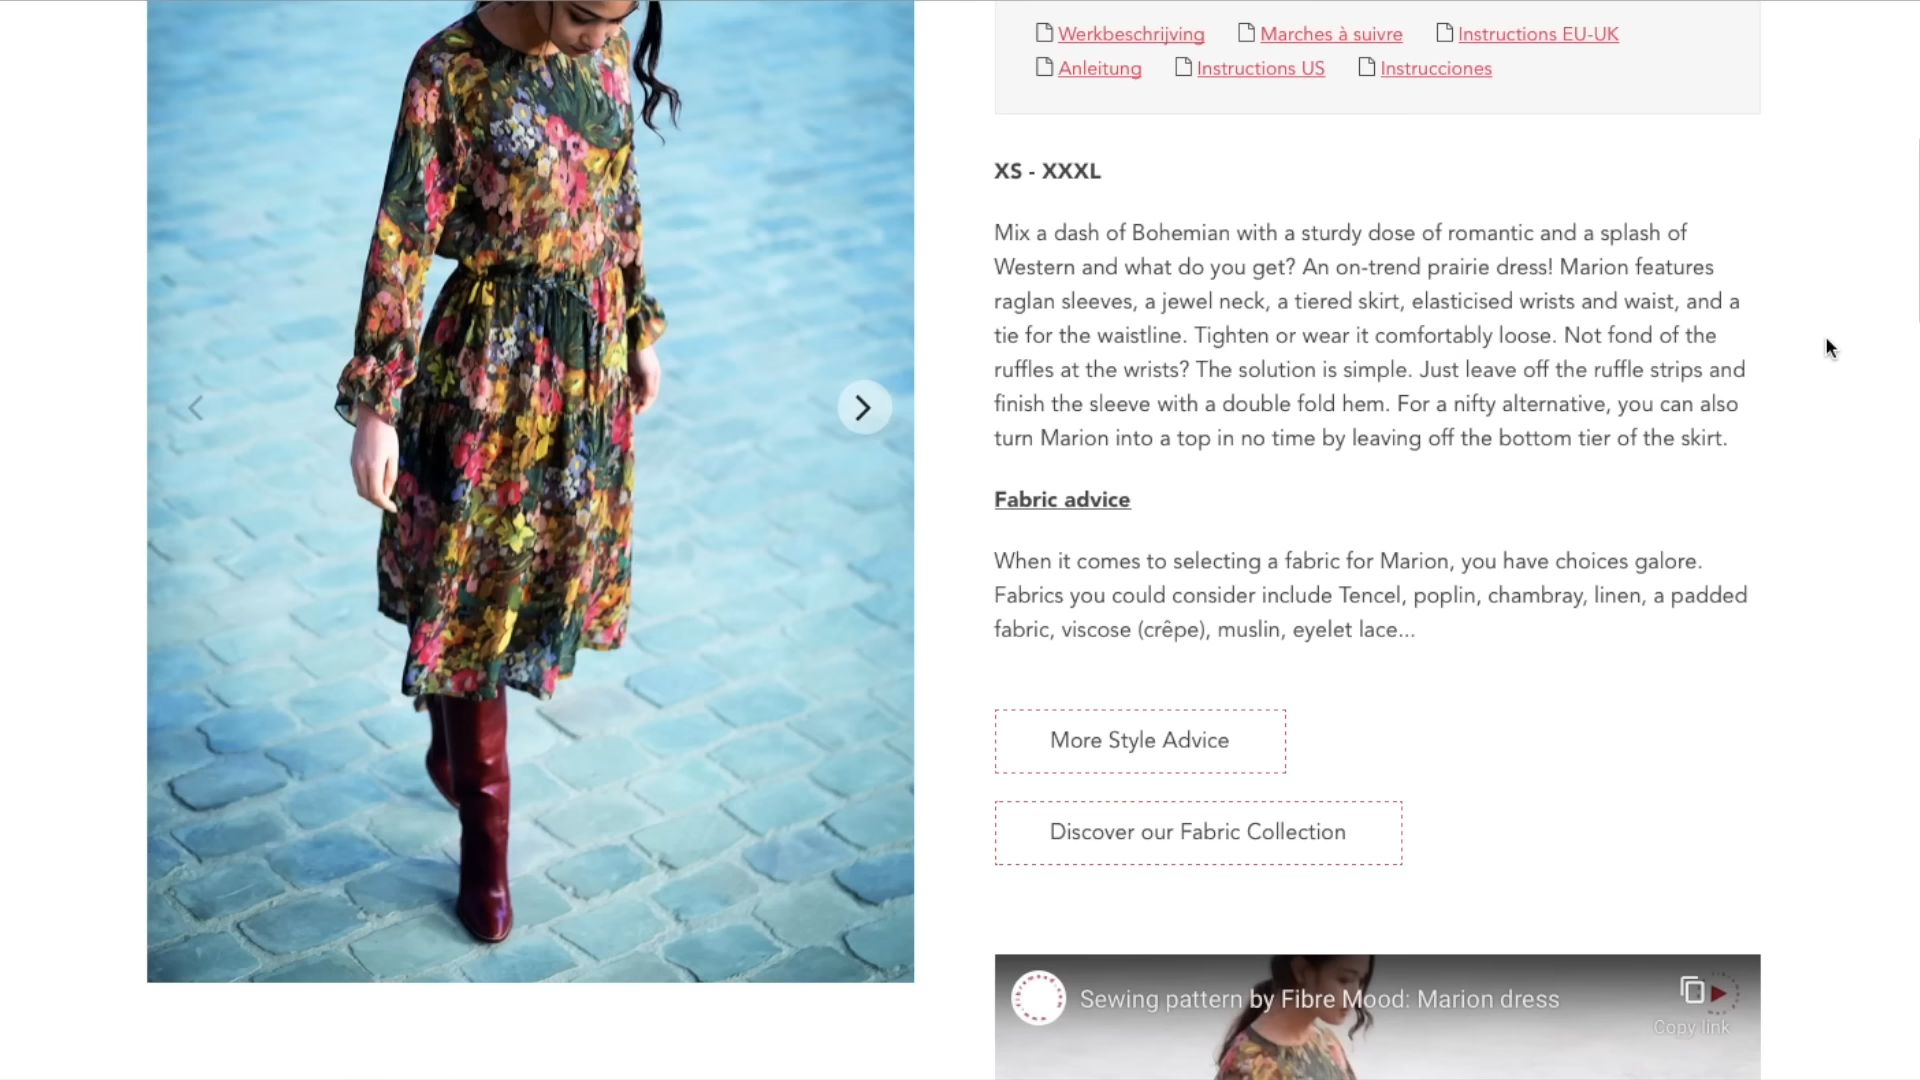 Werkbeschrijving Marches à suivre Instructions EU-UK
Anleitung Instructions US Instrucciones
XS - XXXL
Mix a dash of Bohemian with a sturdy dose of romantic and a splash of
Western and what do you get? An on-trend prairie dress! Marion features
raglan sleeves, a jewel neck, a tiered skirt, elasticised wrists and waist, and a
tie for the waistline. Tighten or wear it comfortably loose. Not fond of the
ruffles at the wrists? The solution is simple. Just leave off the ruffle strips and
finish the sleeve with a double fold hem. For a nifty alternative, you can also
turn Marion into a top in no time by leaving off the bottom tier of the skirt.
Fabric advice
When it comes to selecting a fabric for Marion, you have choices galore.
Fabrics you could consider include Tencel, poplin, chambray, linen, a padded
fabric, viscose (crêpe), muslin, eyelet lace...
More Style Advice
Discover our Fabric Collection
Sewing pattern by Fibre Mood: Marion dress
Copy link